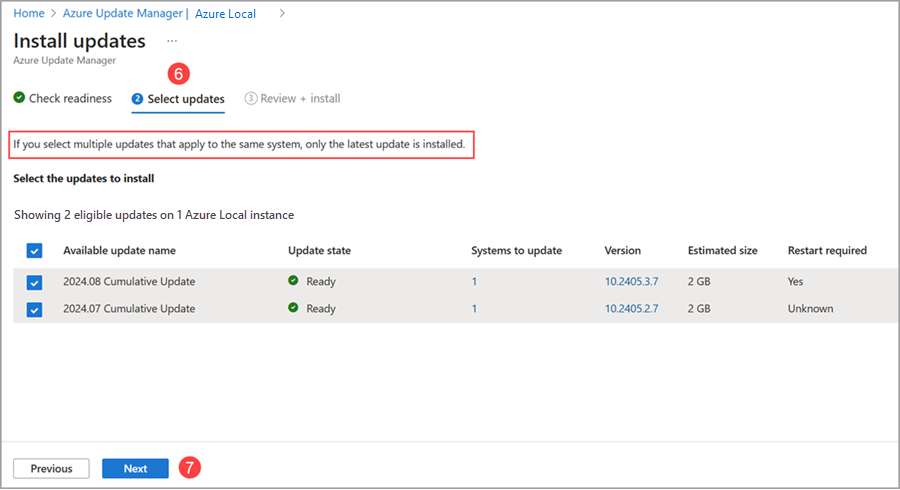 Home > Azure Update Manager | Azure Local >
Install updates ...
Azure Update Manager
6
Check readiness 2 Select updates 3 Review + install
If you select multiple updates that apply to the same system, only the latest update is installed.
Select the updates to install
Showing 2 eligible updates on 1 Azure Local instance
Available update name Update state Systems to update Version Estimated size Restart required
2024.08 Cumulative Update Ready 1 10.2405.3.7 2 GB Yes
2024.07 Cumulative Update Ready 1 10.2405.2.7 2 GB Unknown
Previous Next 7